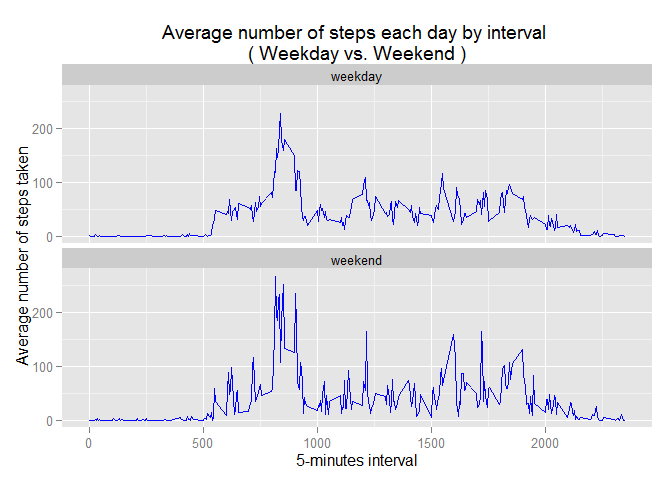 Average number of steps each day by interval
( Weekday vs. Weekend )
weekday
200
100
0
weekend
200
100
0
Average number of steps taken
0 500 1000 1500 2000
5-minutes interval